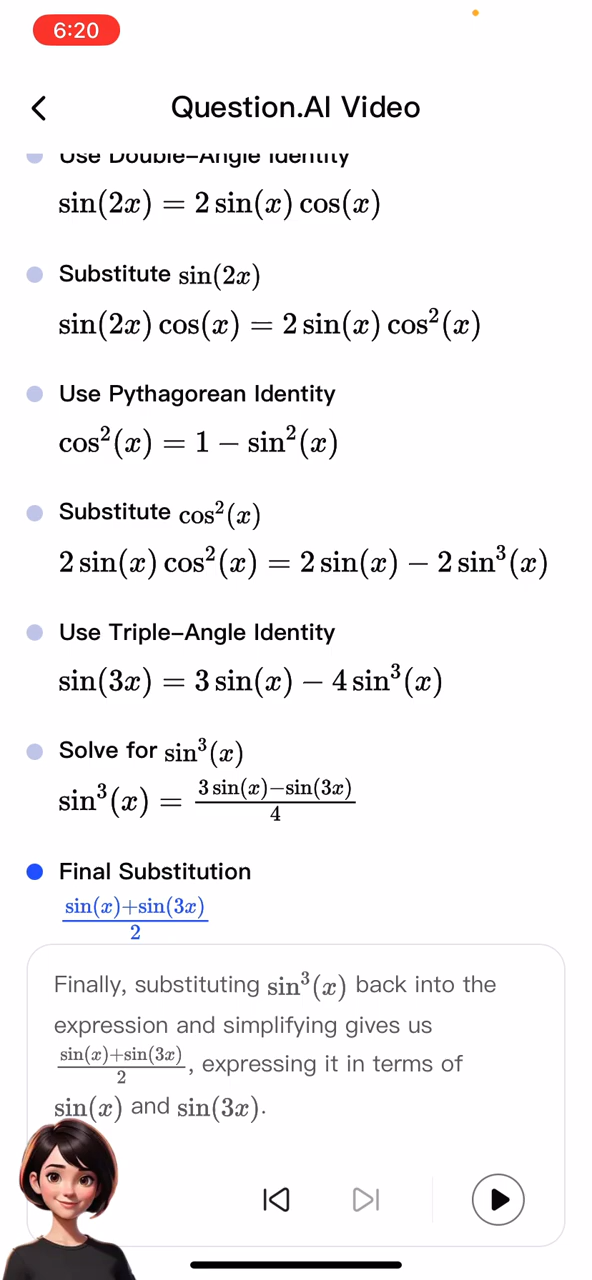 6:20
Question.AI Video
Use Double-Angle Identity
sin(2x) = 2 sin(x) cos(x)
Substitute sin(2x)
sin(2x) cos(x) = 2 sin(x) cos²(x)
Use Pythagorean Identity
cos²(x) = 1 − sin²(x)
Substitute cos²(x)
2 sin(x) cos²(x) = 2 sin(x) − 2 sin³(x)
Use Triple-Angle Identity
sin(3x) = 3 sin(x) − 4 sin³(x)
Solve for sin³(x)
sin³(x) = (3 sin(x)−sin(3x))/4
Final Substitution
(sin(x)+sin(3x))/2
Finally, substituting sin³(x) back into the
expression and simplifying gives us
(sin(x)+sin(3x))/2, expressing it in terms of
sin(x) and sin(3x).